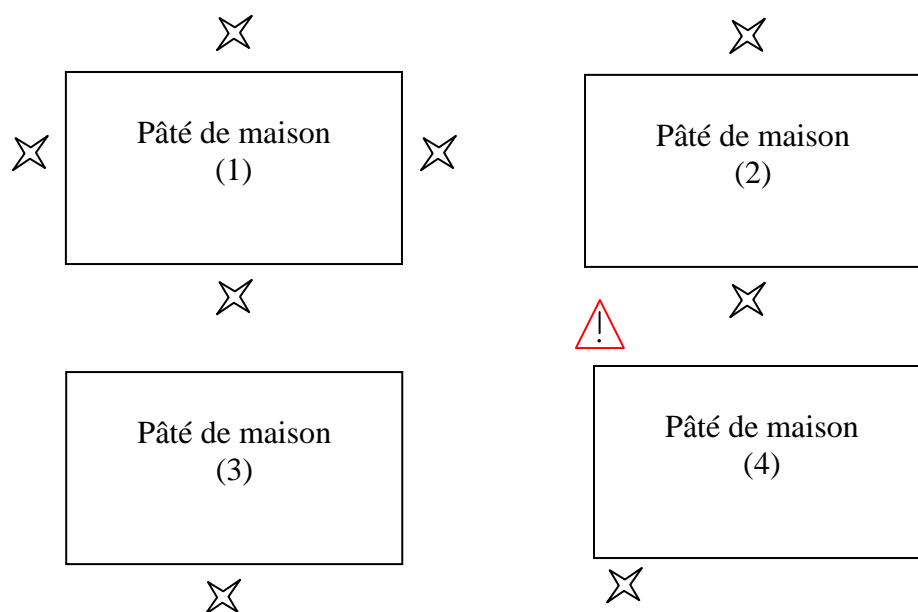 Pâté de maison
(1)
Pâté de maison
(2)
!
Pâté de maison
(3)
Pâté de maison
(4)